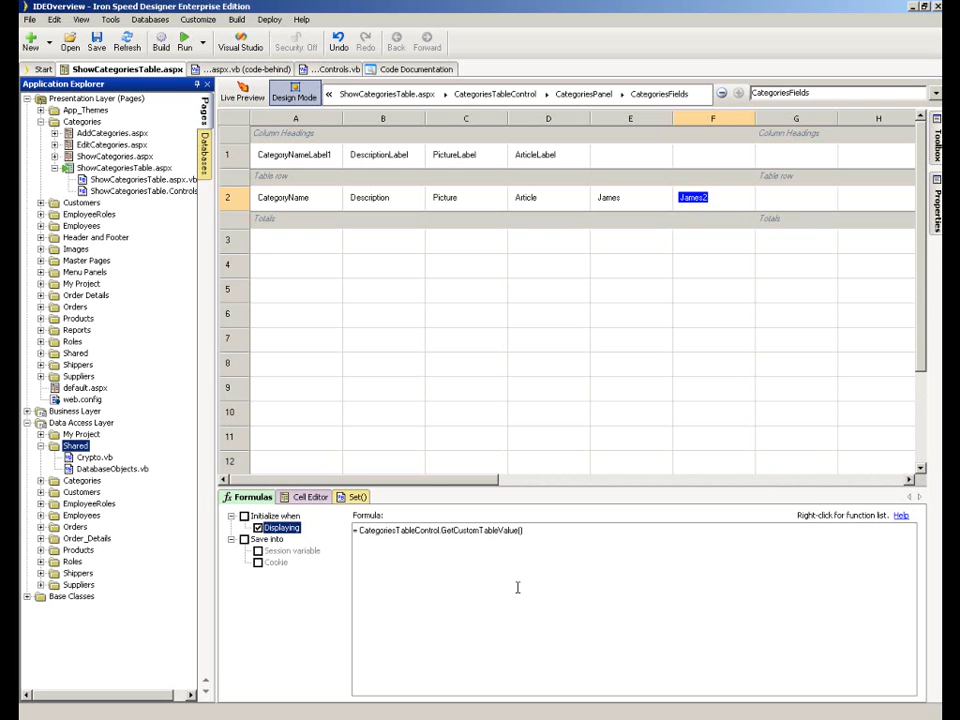 IDEOverview - Iron Speed Designer Enterprise Edition
File Edit View Tools Databases Customize Build Deploy Help
New Open Save Refresh Build Run Visual Studio Security: Off Undo Redo Back Forward
Start ShowCategoriesTable.aspx ...aspx.vb (code-behind) ...Controls.vb Code Documentation
Application Explorer
Live Preview Design Mode « ShowCategoriesTable.aspx CategoriesTableControl CategoriesPanel CategoriesFields CategoriesFields
Presentation Layer (Pages)
App_Themes
Categories
AddCategories.aspx
EditCategories.aspx
ShowCategories.aspx
ShowCategoriesTable.aspx
ShowCategoriesTable.aspx.vb
ShowCategoriesTable.Controls
Customers
EmployeeRoles
Employees
Header and Footer
Images
Master Pages
Menu Panels
My Project
Order Details
Orders
Products
Reports
Roles
Shared
Shippers
Suppliers
default.aspx
web.config
Business Layer
Data Access Layer
My Project
Shared
Crypto.vb
DatabaseObjects.vb
Categories
Customers
EmployeeRoles
Employees
Orders
Order_Details
Products
Roles
Shippers
Suppliers
Base Classes
Pages
Databases
A B C D E F G H
Column Headings Column Headings
1 CategoryNameLabel1 DescriptionLabel PictureLabel ArticleLabel
Table row Table row
2 CategoryName Description Picture Article James James2
Totals Totals
3
4
5
6
7
8
9
10
11
12
Toolbox
Properties
Formulas Cell Editor Set()
Initialize when
Displaying
Save into
Session variable
Cookie
Formula: Right-click for function list. Help
= CategoriesTableControl.GetCustomTableValue()